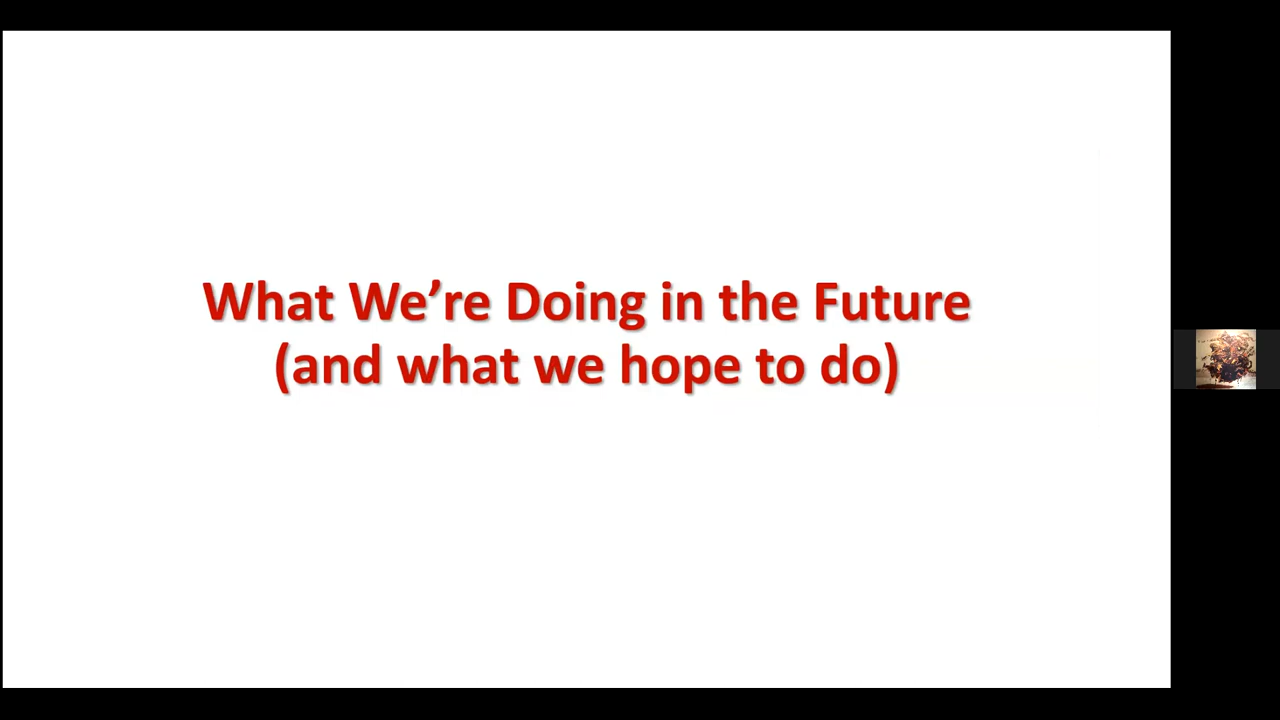 What We’re Doing in the Future
(and what we hope to do)